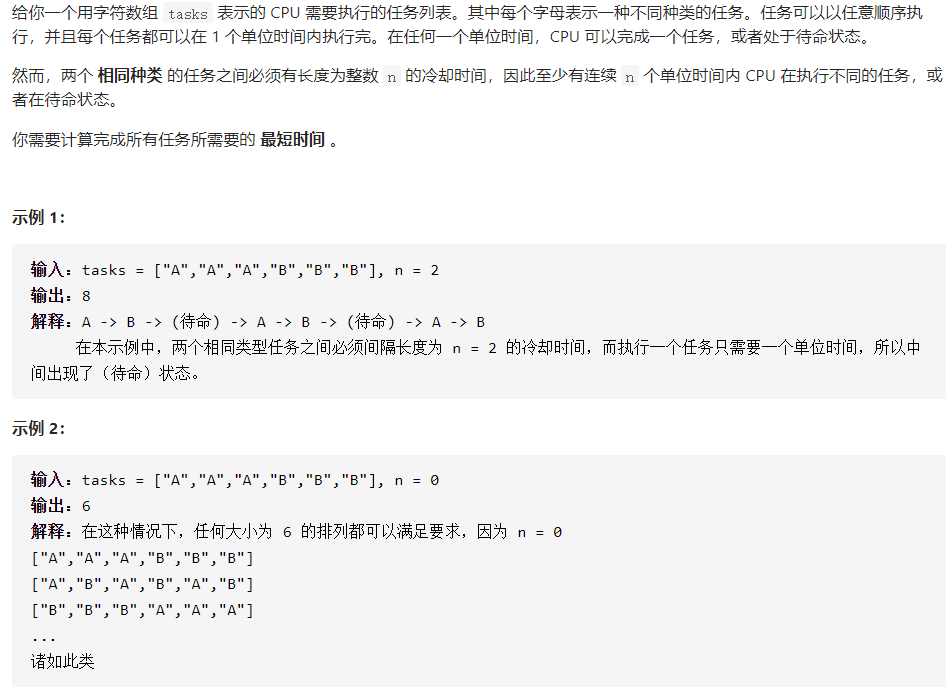 给你一个用字符数组 tasks 表示的 CPU 需要执行的任务列表。其中每个字母表示一种不同种类的任务。任务可以以任意顺序执
行，并且每个任务都可以在 1 个单位时间内执行完。在任何一个单位时间，CPU 可以完成一个任务，或者处于待命状态。
然而，两个 相同种类 的任务之间必须有长度为整数 n 的冷却时间，因此至少有连续 n 个单位时间内 CPU 在执行不同的任务，或
者在待命状态。
你需要计算完成所有任务所需要的 最短时间 。
示例 1：
输入：tasks = ["A","A","A","B","B","B"], n = 2
输出：8
解释：A -> B -> (待命) -> A -> B -> (待命) -> A -> B
在本示例中，两个相同类型任务之间必须间隔长度为 n = 2 的冷却时间，而执行一个任务只需要一个单位时间，所以中
间出现了（待命）状态。
示例 2：
输入：tasks = ["A","A","A","B","B","B"], n = 0
输出：6
解释：在这种情况下，任何大小为 6 的排列都可以满足要求，因为 n = 0
["A","A","A","B","B","B"]
["A","B","A","B","A","B"]
["B","B","B","A","A","A"]
...
诸如此类